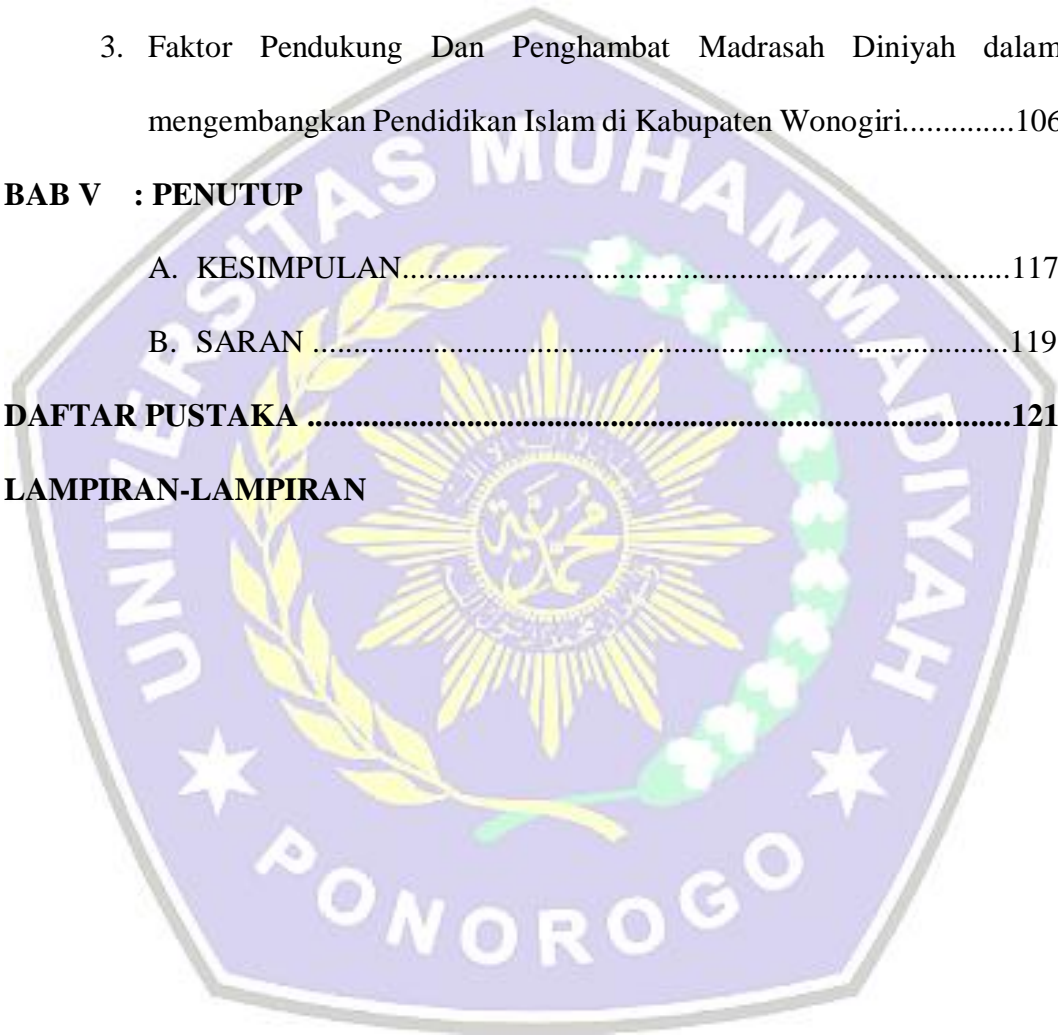 3. Faktor Pendukung Dan Penghambat Madrasah Diniyah dalam
mengembangkan Pendidikan Islam di Kabupaten Wonogiri..............106
BAB V : PENUTUP
A. KESIMPULAN.............................................................................117
B. SARAN ........................................................................................119
DAFTAR PUSTAKA .........................................................................................121
LAMPIRAN-LAMPIRAN
UNIVERSITAS MUHAMMADIYAH
PONOROGO
محمدية